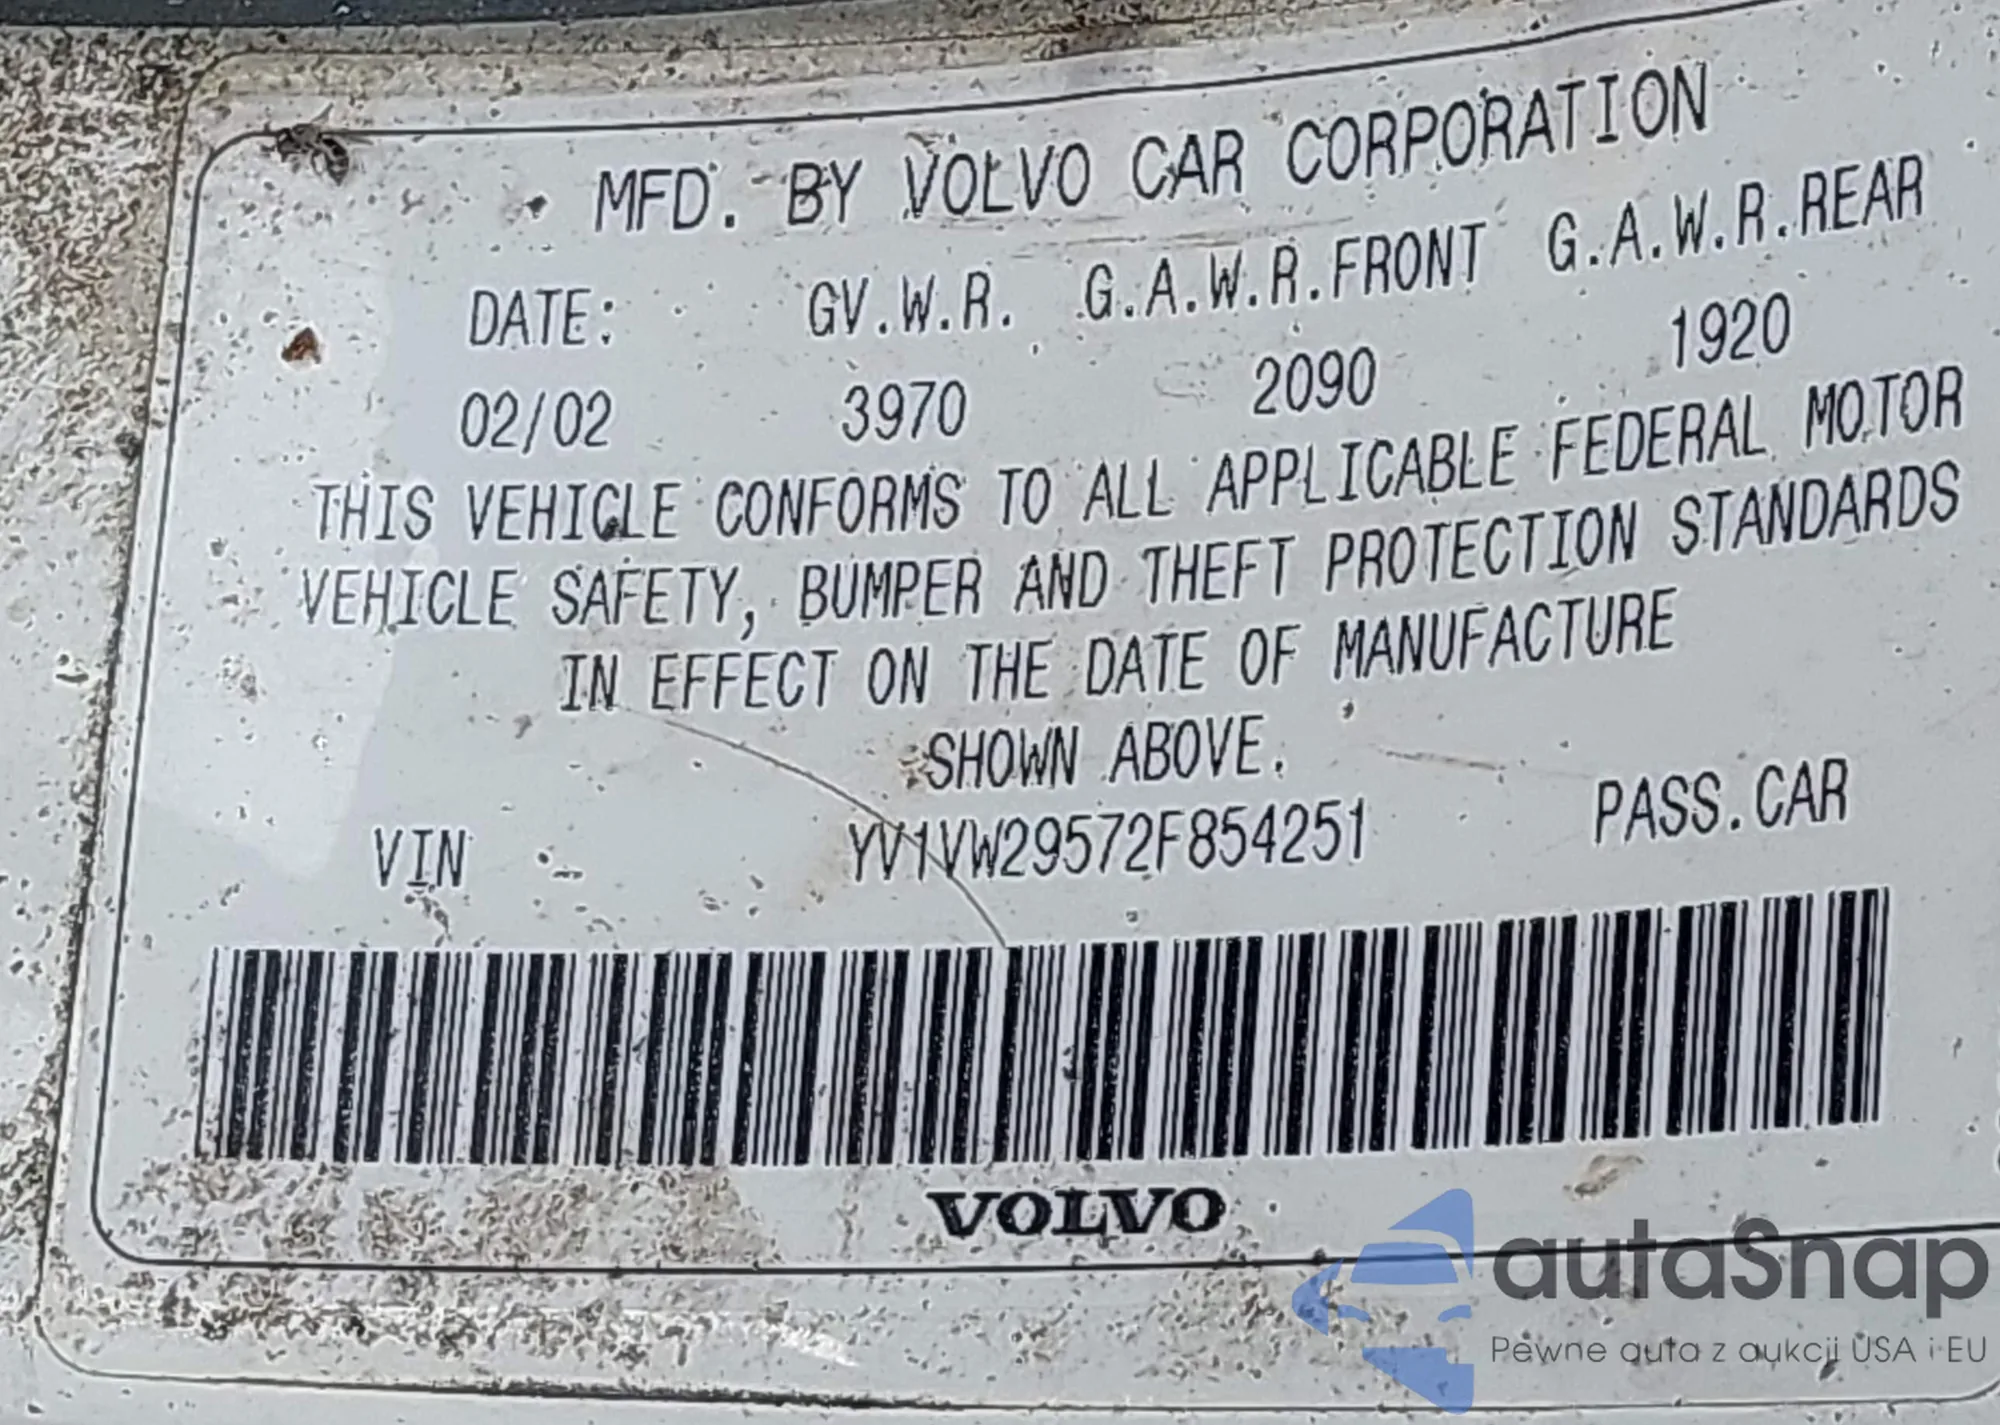 MFD. BY VOLVO CAR CORPORATION
DATE: GV.W.R. G.A.W.R.FRONT G.A.W.R.REAR
02/02 3970 2090 1920
THIS VEHICLE CONFORMS TO ALL APPLICABLE FEDERAL MOTOR
VEHICLE SAFETY, BUMPER AND THEFT PROTECTION STANDARDS
IN EFFECT ON THE DATE OF MANUFACTURE
SHOWN ABOVE.
VIN YV1VW29572F854251 PASS.CAR
VOLVO
autaSnap
Pewne auta z aukcji USA i EU